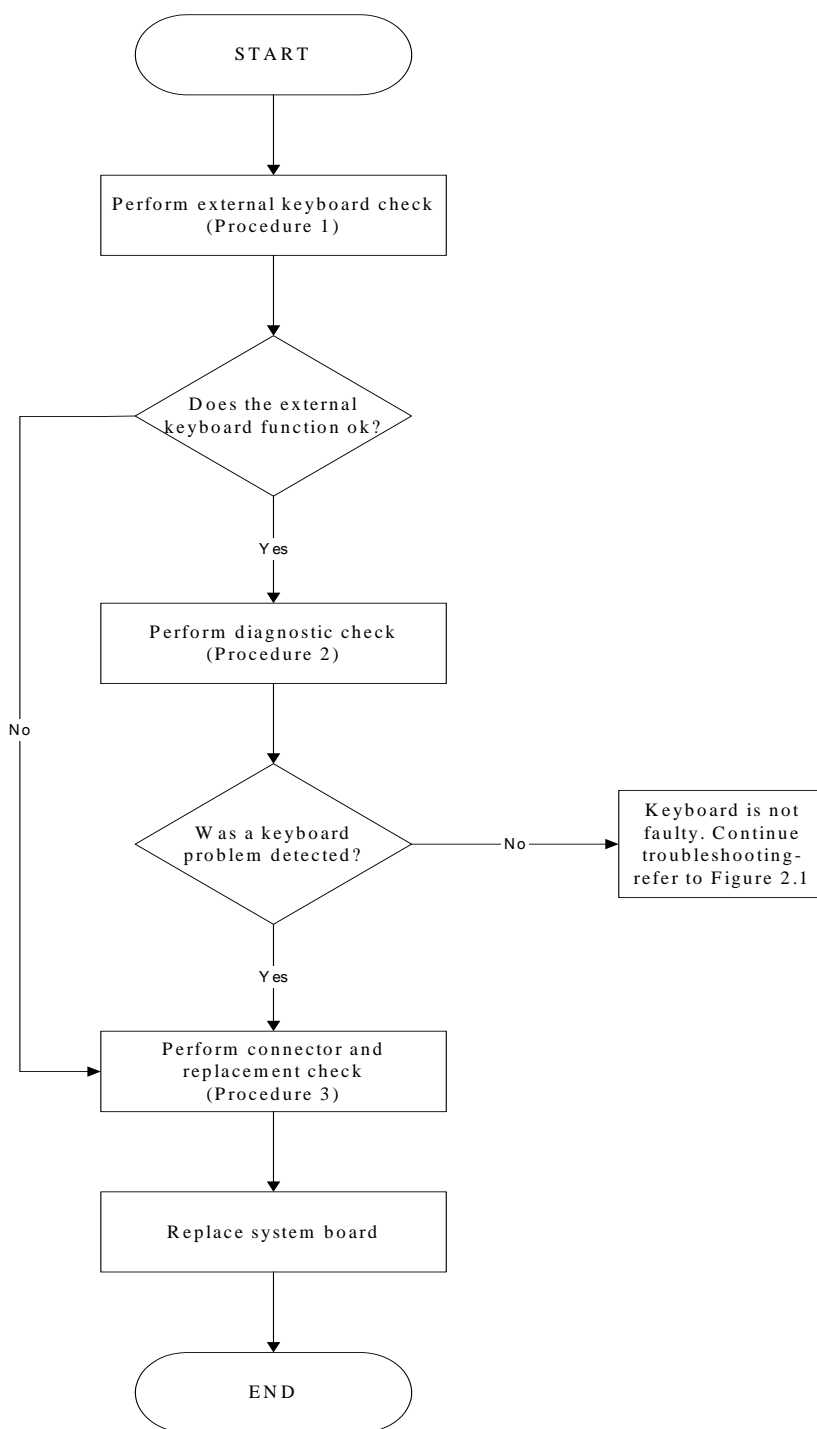 START
Perform external keyboard check
(Procedure 1)
Does the external
keyboard function ok?
Yes
Perform diagnostic check
(Procedure 2)
No
Was a keyboard
problem detected?
No
Keyboard is not
faulty. Continue
troubleshooting-
refer to Figure 2.1
Yes
Perform connector and
replacement check
(Procedure 3)
Replace system board
END